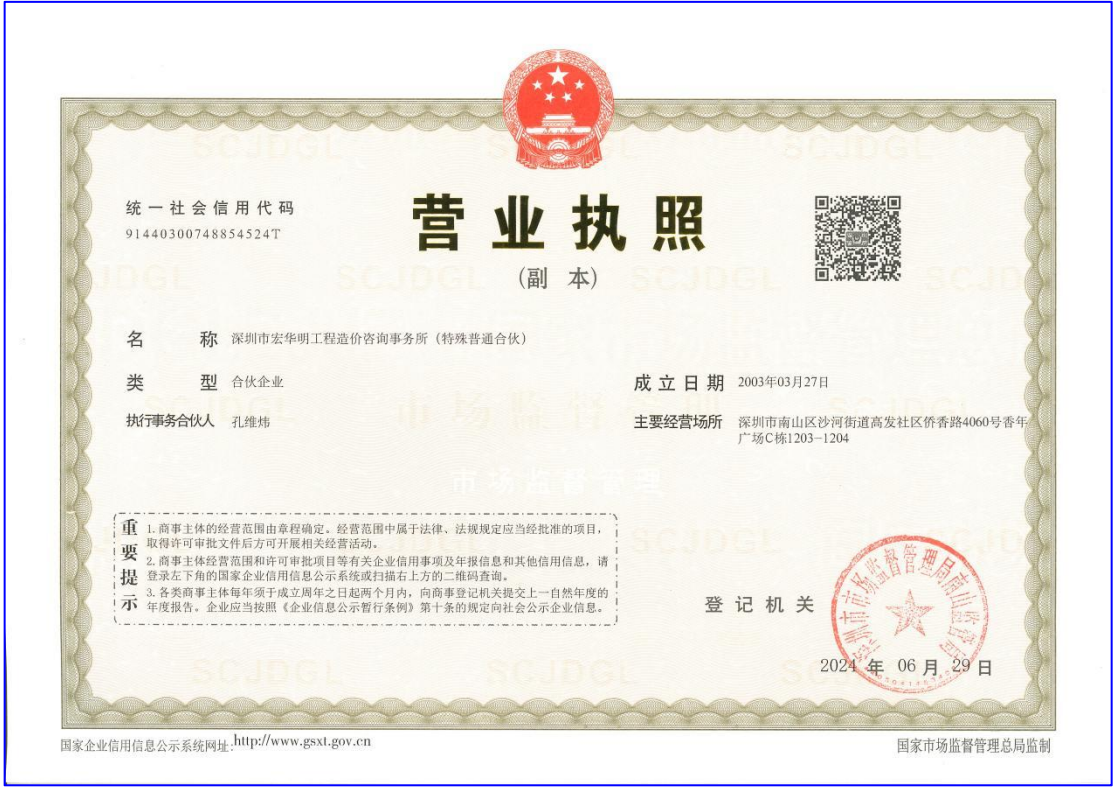 统一社会信用代码
91440300748854524T
营业执照
(副 本)
名 称 深圳市宏华明工程造价咨询事务所（特殊普通合伙）
类 型 合伙企业
执行事务合伙人 孔维炜
成立日期 2003年03月27日
主要经营场所 深圳市南山区沙河街道高发社区侨香路4060号香年
广场C栋1203-1204
重要提示
1.商事主体的经营范围由章程确定。经营范围中属于法律、法规规定应当经批准的项目，
取得许可审批文件后方可开展相关经营活动。
2.商事主体经营范围和许可审批项目等有关企业信用事项及年报信息和其他信用信息，请
登录左下角的国家企业信用信息公示系统或扫描右上方的二维码查询。
3.各类商事主体每年须于成立周年之日起两个月内，向商事登记机关提交上一自然年度的
年度报告。企业应当按照《企业信息公示暂行条例》第十条的规定向社会公示企业信息。
登记机关
深圳市市场监督管理局南山监管局
2024 年 06 月 29 日
国家企业信用信息公示系统网址:http://www.gsxt.gov.cn
国家市场监督管理总局监制
SCJDGL
市场监督管理